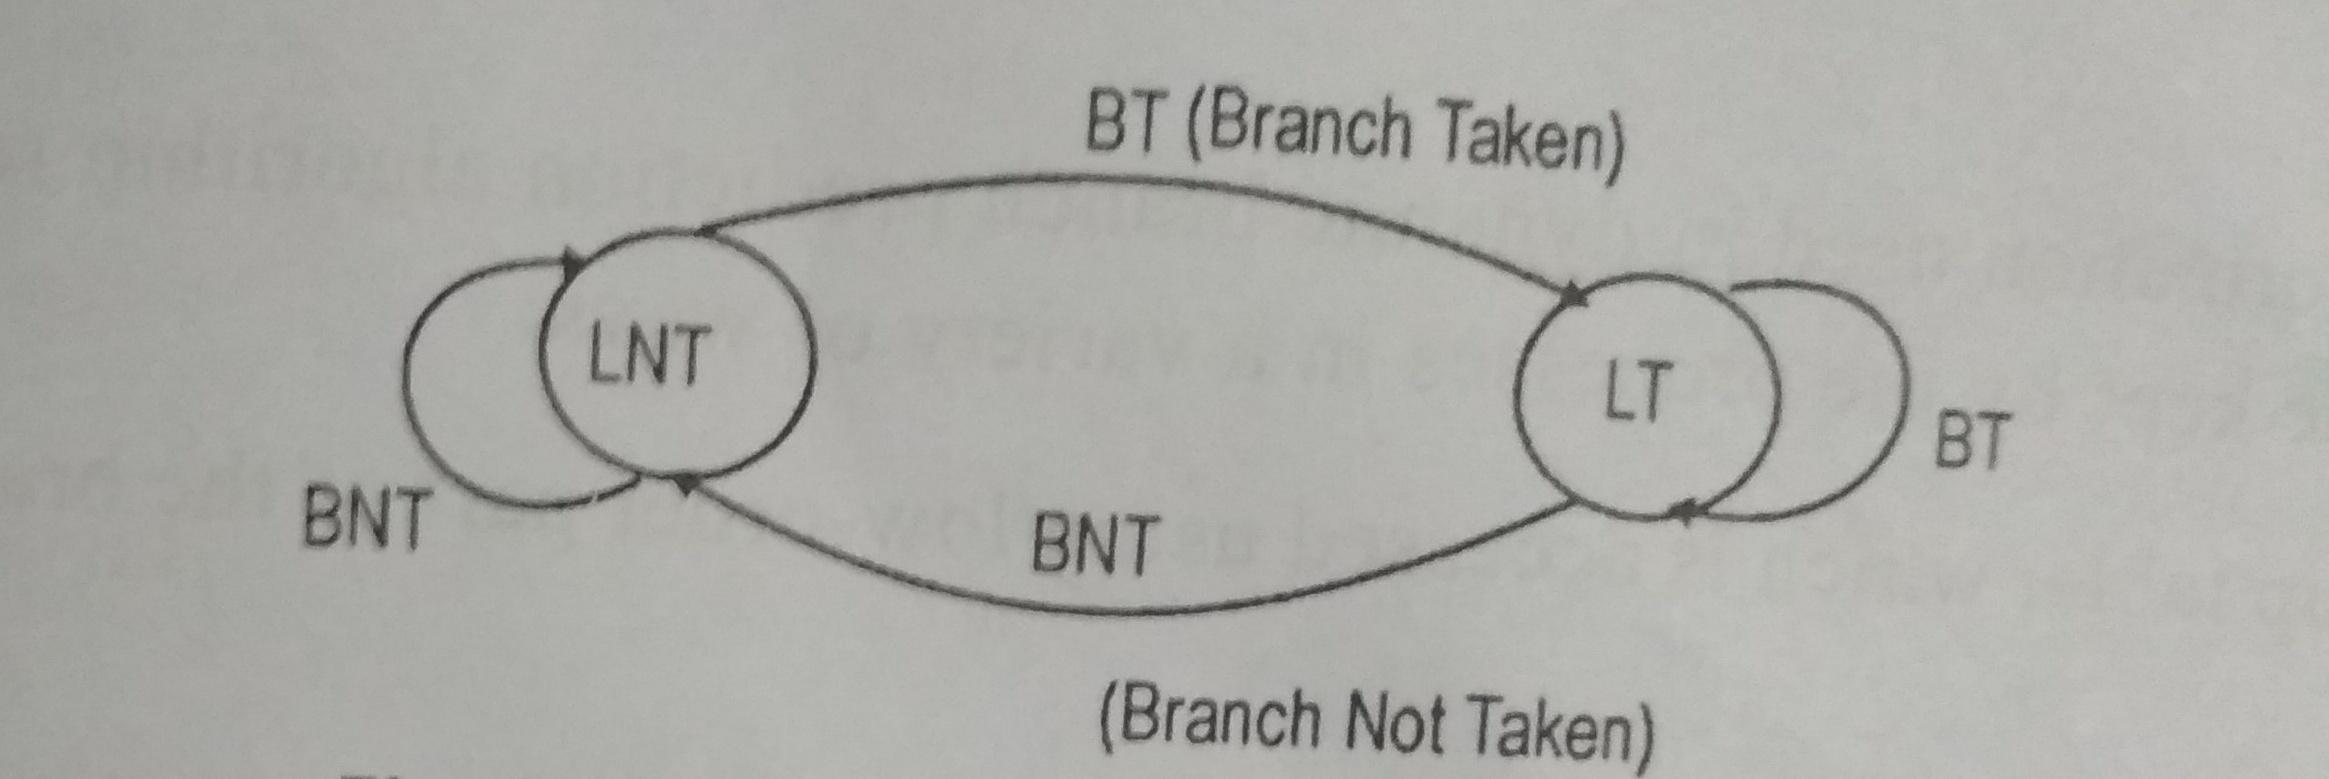 BT (Branch Taken)
LNT
LT
BT
BNT
BNT
(Branch Not Taken)